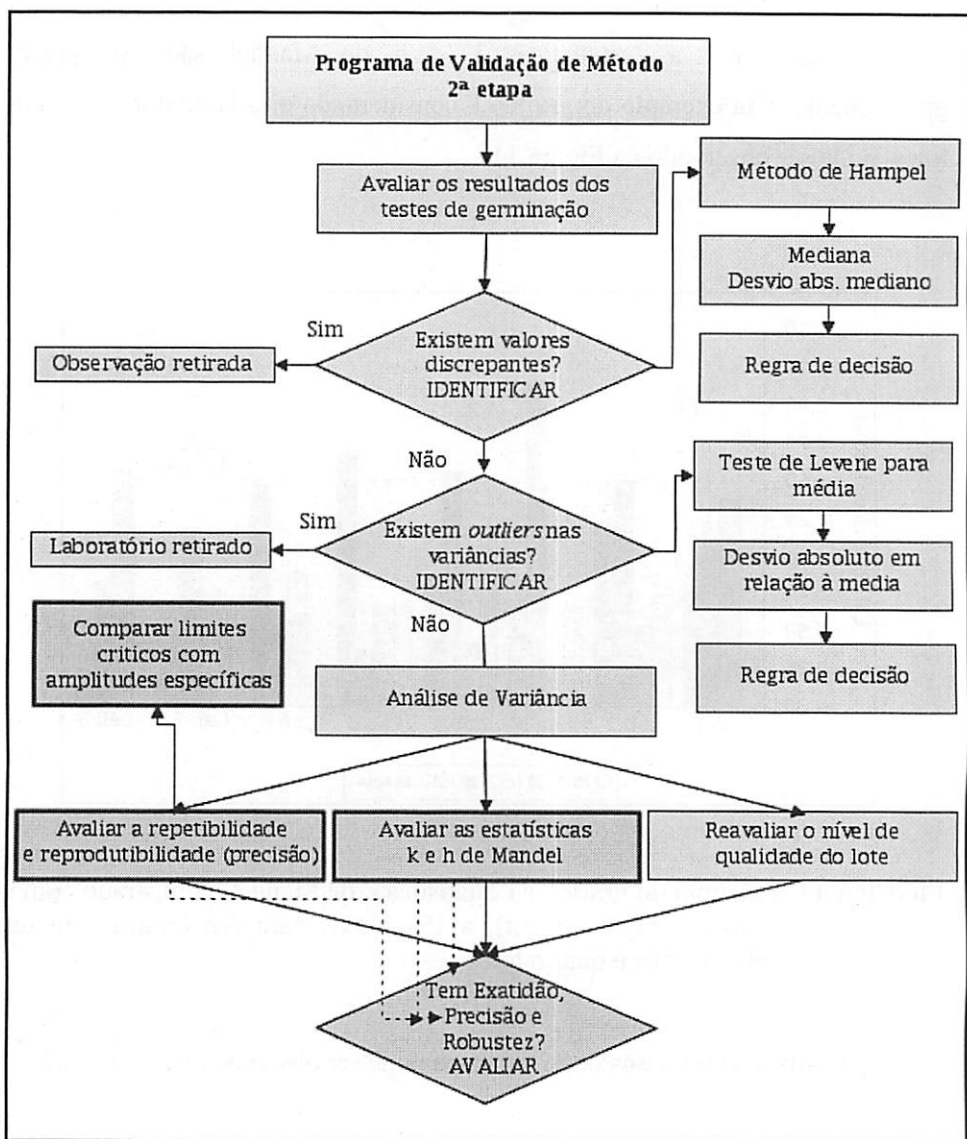 Programa de Validação de Método
2ª etapa
Avaliar os resultados dos
testes de germinação
Método de Hampel
Mediana
Desvio abs. mediano
Regra de decisão
Sim
Existem valores
discrepantes?
IDENTIFICAR
Observação retirada
Não
Teste de Levene para
média
Sim
Existem outliers nas
variâncias?
IDENTIFICAR
Laboratório retirado
Desvio absoluto em
relação à media
Não
Comparar limites
críticos com
amplitudes específicas
Regra de decisão
Análise de Variância
Avaliar a repetibilidade
e reprodutibilidade (precisão)
Avaliar as estatísticas
k e h de Mandel
Reavaliar o nível de
qualidade do lote
Tem Exatidão,
Precisão e
Robustez?
AVALIAR